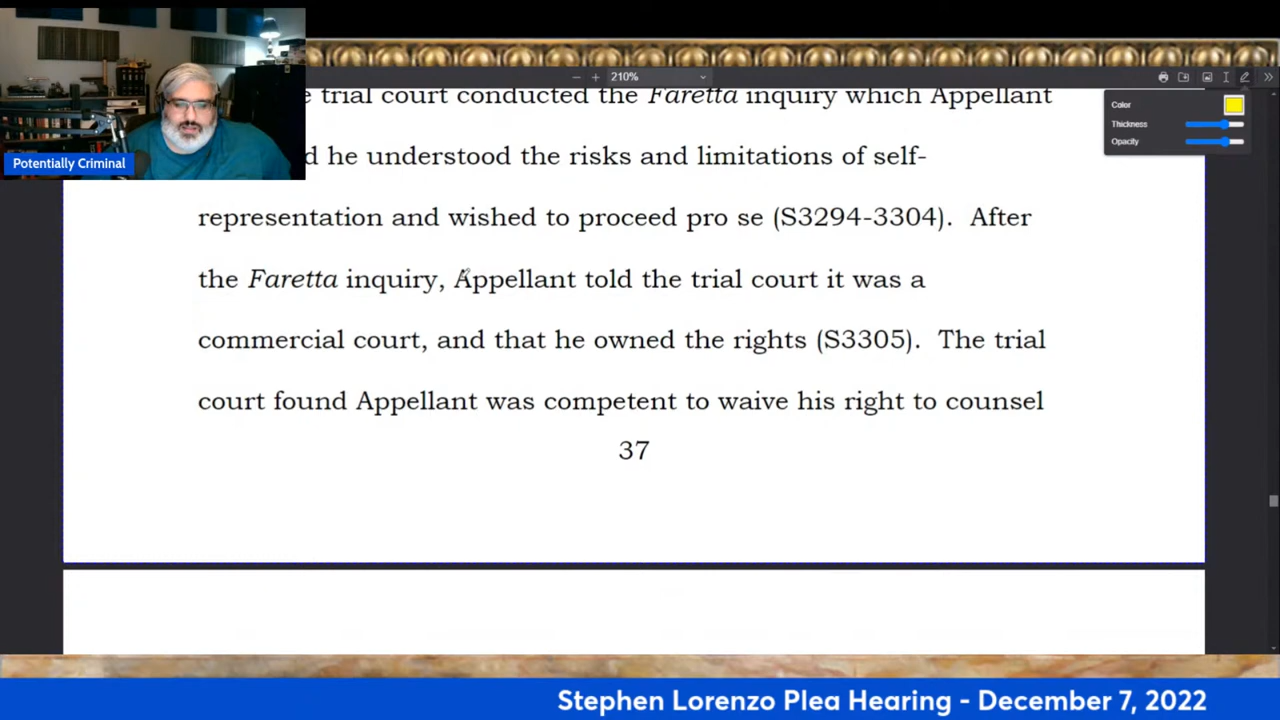 210%
Color
Thickness
Opacity
trial court conducted the Faretta inquiry which Appellant
he understood the risks and limitations of self-
representation and wished to proceed pro se (S3294-3304). After
the Faretta inquiry, Appellant told the trial court it was a
commercial court, and that he owned the rights (S3305). The trial
court found Appellant was competent to waive his right to counsel
37
Potentially Criminal
Stephen Lorenzo Plea Hearing - December 7, 2022